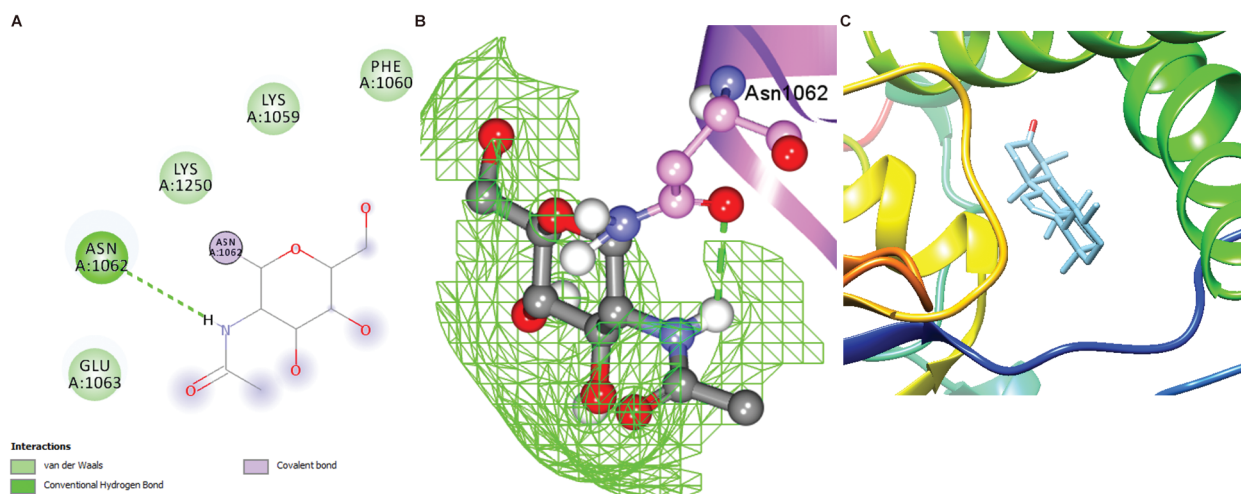 A
B
C
PHE
A:1060
LYS
A:1059
LYS
A:1250
ASN
A:1062
ASN
A:1062
GLU
A:1063
O
O
H
N
O
O
O
Asn1062
Interactions
van der Waals
Conventional Hydrogen Bond
Covalent bond